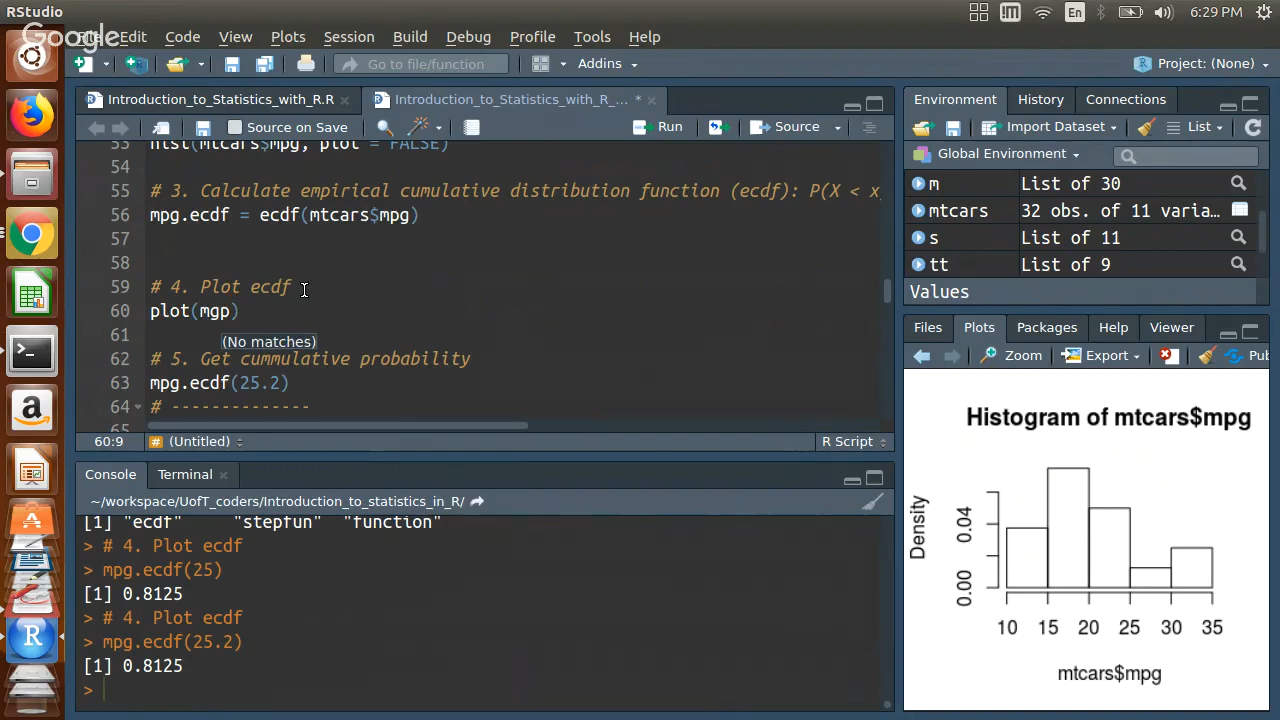 RStudio
En
6:29 PM
Google
Edit
Code
View
Plots
Session
Build
Debug
Profile
Tools
Help
Go to file/function
Addins
Project: (None)
Introduction_to_Statistics_with_R.R
Introduction_to_Statistics_with_R_... *
Source on Save
Run
Source
53 hist(mtcars$mpg, plot = FALSE)
54
55 # 3. Calculate empirical cumulative distribution function (ecdf): P(X < x
56 mpg.ecdf = ecdf(mtcars$mpg)
57
58
59 # 4. Plot ecdf
60 plot(mgp)
61
(No matches)
62 # 5. Get cummulative probability
63 mpg.ecdf(25.2)
64 # --------------
65
60:9
(Untitled)
R Script
Console
Terminal
~/workspace/UofT_coders/Introduction_to_statistics_in_R/
[1] "ecdf" "stepfun" "function"
> # 4. Plot ecdf
> mpg.ecdf(25)
[1] 0.8125
> # 4. Plot ecdf
> mpg.ecdf(25.2)
[1] 0.8125
>
Environment
History
Connections
Import Dataset
List
Global Environment
m List of 30
mtcars 32 obs. of 11 varia...
s List of 11
tt List of 9
Values
Files
Plots
Packages
Help
Viewer
Zoom
Export
Pub
Histogram of mtcars$mpg
Density
0.00 0.04
10 15 20 25 30 35
mtcars$mpg